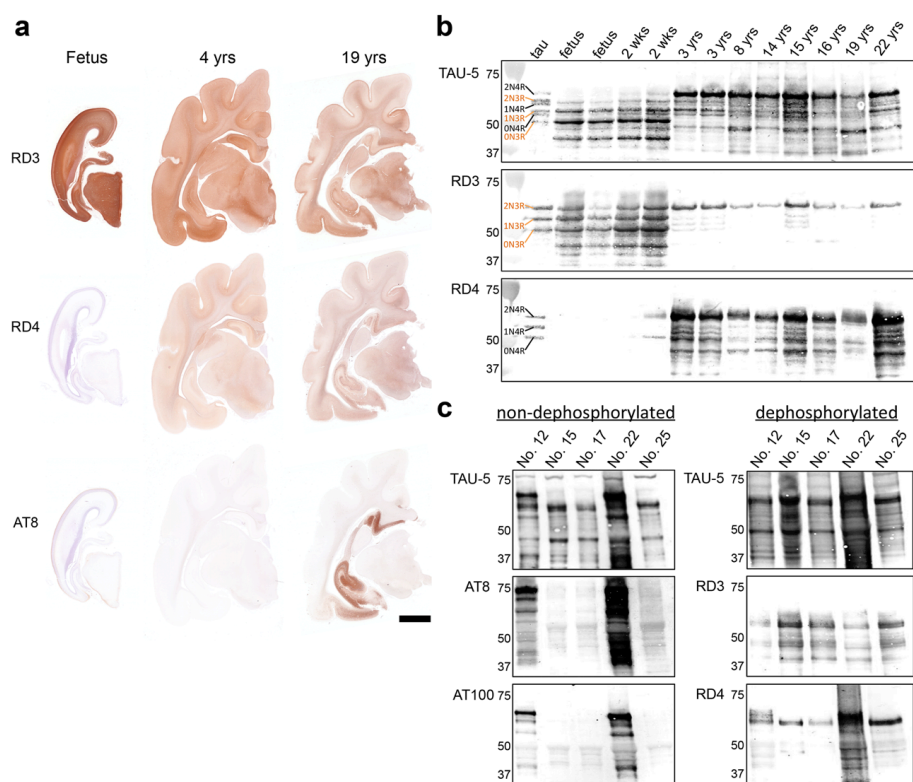 a
Fetus 4 yrs 19 yrs
RD3
RD4
AT8
b
tau fetus fetus 2 wks 2 wks 3 yrs 3 yrs 8 yrs 14 yrs 15 yrs 16 yrs 19 yrs 22 yrs
TAU-5 75
2N4R
2N3R
1N4R
1N3R
0N4R
0N3R
50
37
RD3 75
2N3R
1N3R
0N3R
50
37
RD4 75
2N4R
1N4R
0N4R
50
37
c
non-dephosphorylated
No. 12 No. 15 No. 17 No. 22 No. 25
TAU-5 75
50
37
AT8 75
50
37
AT100 75
50
37
dephosphorylated
No. 12 No. 15 No. 17 No. 22 No. 25
TAU-5 75
50
37
RD3 75
50
37
RD4 75
50
37